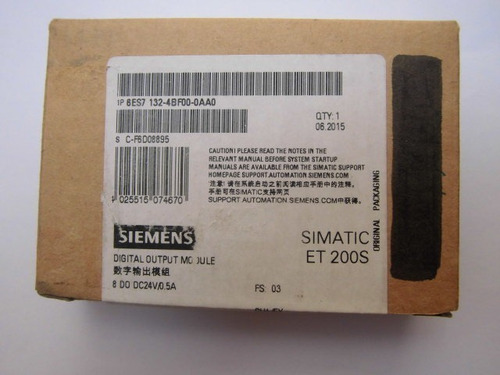 1P 6ES7 132-4BF00-0AA0
QTY: 1
06.2015
S C-F6D08895
CAUTION! PLEASE READ THE NOTES IN THE
RELEVANT MANUAL BEFORE SYSTEM STARTUP
MANUALS ARE AVAILABLE AT THE SIMATIC SUPPORT
HOMEPAGE SUPPORT.AUTOMATION.SIEMENS.COM
注意! 请在系统启动之前阅读相应手册中的注释。
手册可在SIMATIC支持网页
SUPPORT.AUTOMATION.SIEMENS.COM中获得。
P 025515 074670
SIEMENS
SIMATIC
ET 200S
ORIGINAL PACKAGING
DIGITAL OUTPUT MODULE
数字输出模组
8 DO DC24V/0.5A
FS: 03